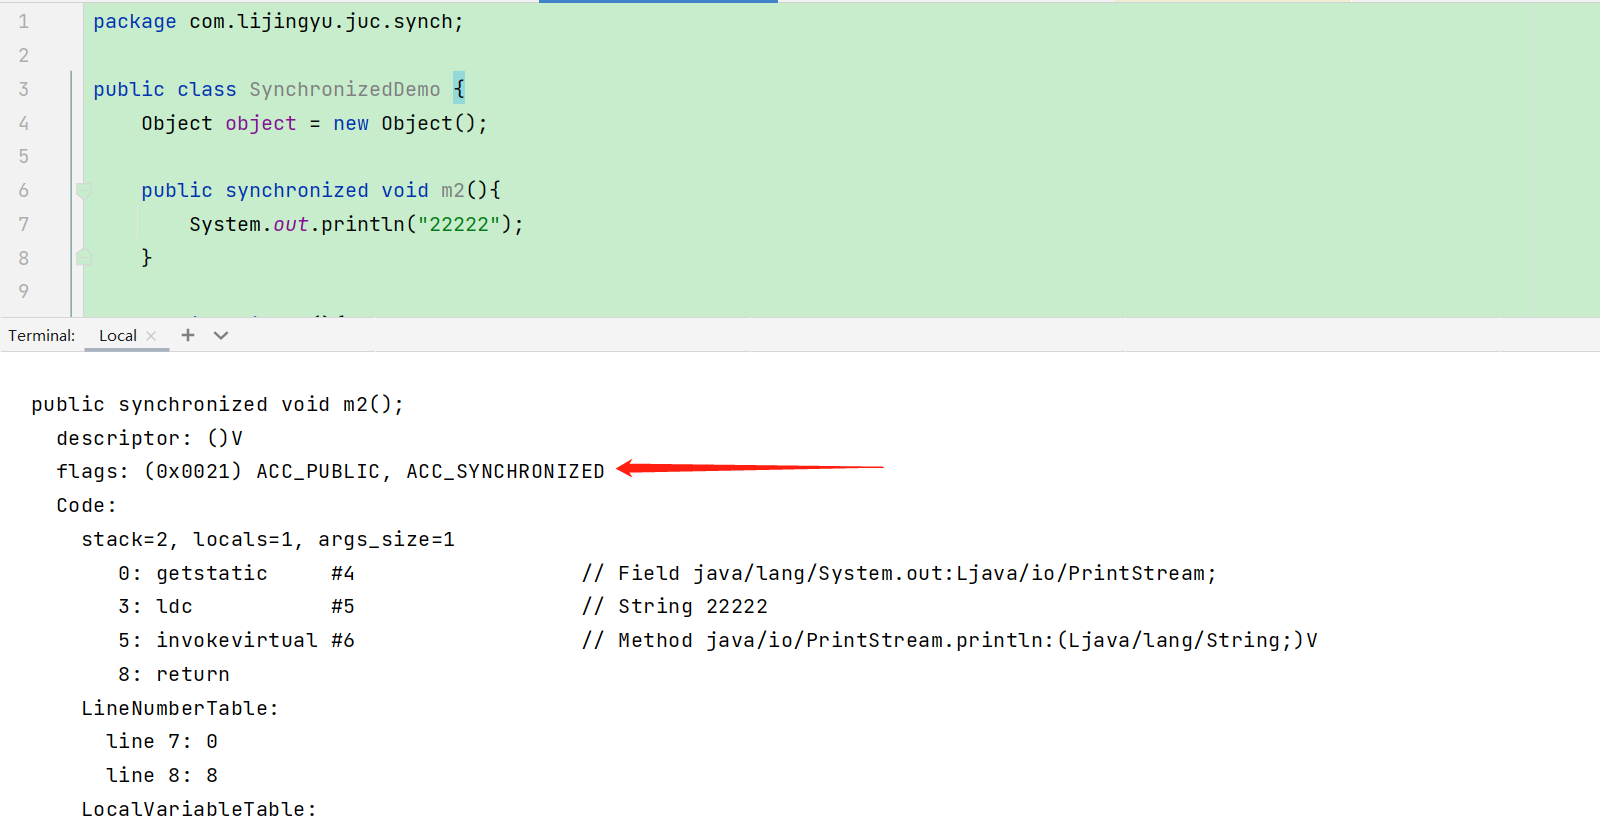 1 package com.lijingyu.juc.synch;
2
3 public class SynchronizedDemo {
4     Object object = new Object();
5
6     public synchronized void m2(){
7         System.out.println("22222");
8     }
9
Terminal: Local × +
public synchronized void m2();
  descriptor: ()V
  flags: (0x0021) ACC_PUBLIC, ACC_SYNCHRONIZED
  Code:
    stack=2, locals=1, args_size=1
       0: getstatic     #4                  // Field java/lang/System.out:Ljava/io/PrintStream;
       3: ldc           #5                  // String 22222
       5: invokevirtual #6                  // Method java/io/PrintStream.println:(Ljava/lang/String;)V
       8: return
    LineNumberTable:
      line 7: 0
      line 8: 8
    LocalVariableTable: